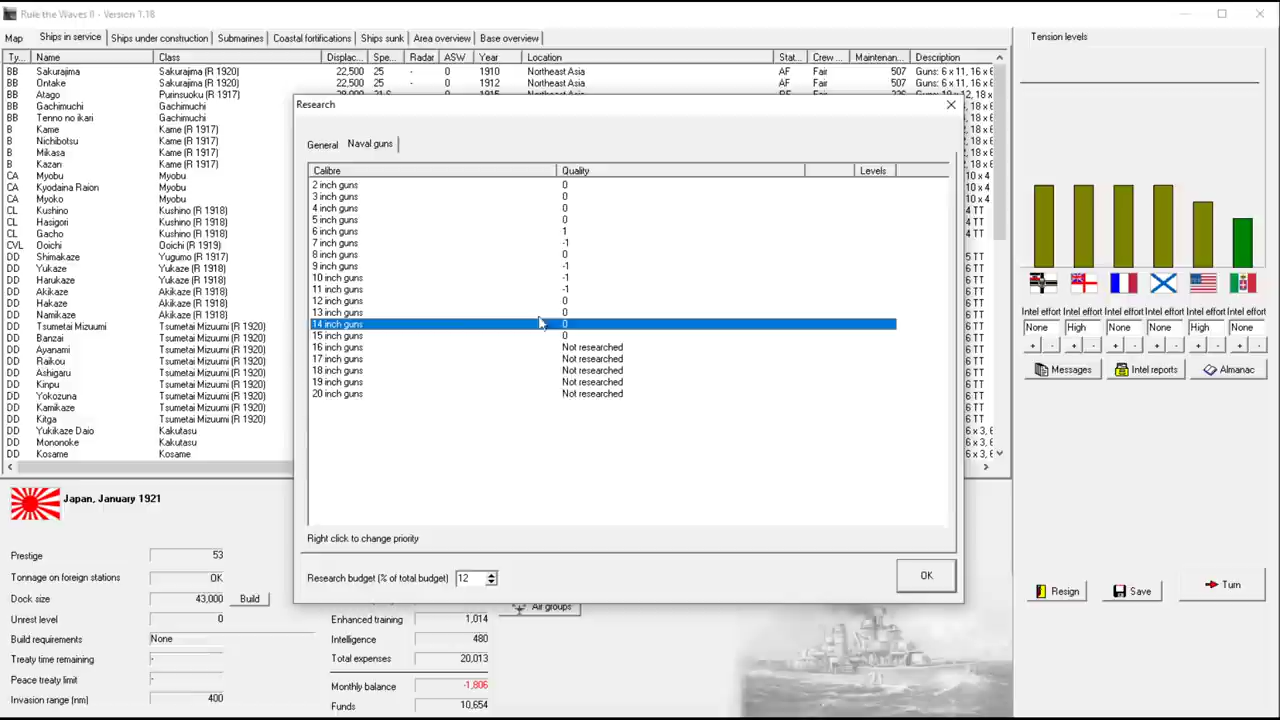 Rule the Waves II - Version 1.18
Map Ships in service Ships under construction Submarines Coastal fortifications Ships sunk Area overview Base overview
Ty... Name Class Displac... Spe... Radar ASW Year Location Stat... Crew ... Maintenan... Description
BB Sakurajima Sakurajima (R 1920) 22,500 25 - 0 1910 Northeast Asia AF Fair 507 Guns: 6 x 11, 16 x 6
BB Ontake Sakurajima (R 1920) 22,500 25 - 0 1912 Northeast Asia AF Fair 507 Guns: 6 x 11, 16 x 6
BB Atago Purinsuoku (R 1917)
BB Gachimuchi Gachimuchi
BB Tenno no ikari Gachimuchi
B Kame Kame (R 1917)
B Nichibotsu Kame (R 1917)
B Mikasa Kame (R 1917)
B Kazan Kame (R 1917)
CA Myobu Myobu
CA Kyodaina Raion Myobu
CA Myoko Myobu
CL Kushino Kushino (R 1918)
CL Hasigori Kushino (R 1918)
CL Gacho Kushino (R 1918)
CVL Ooichi Ooichi (R 1919)
DD Shimakaze Yugumo (R 1917)
DD Yukaze Yukaze (R 1918)
DD Harukaze Yukaze (R 1918)
DD Akikaze Akikaze (R 1918)
DD Hakaze Akikaze (R 1918)
DD Namikaze Akikaze (R 1918)
DD Tsumetai Mizuumi Tsumetai Mizuumi (R 1920)
DD Banzai Tsumetai Mizuumi (R 1920)
DD Ayanami Tsumetai Mizuumi (R 1920)
DD Raikou Tsumetai Mizuumi (R 1920)
DD Ashigaru Tsumetai Mizuumi (R 1920)
DD Kinpu Tsumetai Mizuumi (R 1920)
DD Yokozuna Tsumetai Mizuumi (R 1920)
DD Kamikaze Tsumetai Mizuumi (R 1920)
DD Kitga Tsumetai Mizuumi (R 1920)
DD Yukikaze Daio Kakutasu
DD Mononoke Kakutasu
DD Kosame Kosame
Research
General Naval guns
Calibre Quality Levels
2 inch guns 0
3 inch guns 0
4 inch guns 0
5 inch guns 0
6 inch guns 1
7 inch guns -1
8 inch guns 0
9 inch guns -1
10 inch guns -1
11 inch guns -1
12 inch guns 0
13 inch guns 0
14 inch guns 0
15 inch guns 0
16 inch guns Not researched
17 inch guns Not researched
18 inch guns Not researched
19 inch guns Not researched
20 inch guns Not researched
Right click to change priority
Research budget (% of total budget) 12
OK
Tension levels
Intel effort Intel effort Intel effort Intel effort Intel effort Intel effort
None High None None High None
+ - + - + - + - + - + -
Messages Intel reports Almanac
Japan, January 1921
Prestige 53
Tonnage on foreign stations OK
Dock size 43,000 Build
Unrest level 0
Build requirements None
Treaty time remaining -
Peace treaty limit -
Invasion range (nm) 400
Air groups
Enhanced training 1,014
Intelligence 480
Total expenses 20,013
Monthly balance -1,806
Funds 10,654
Resign Save Turn